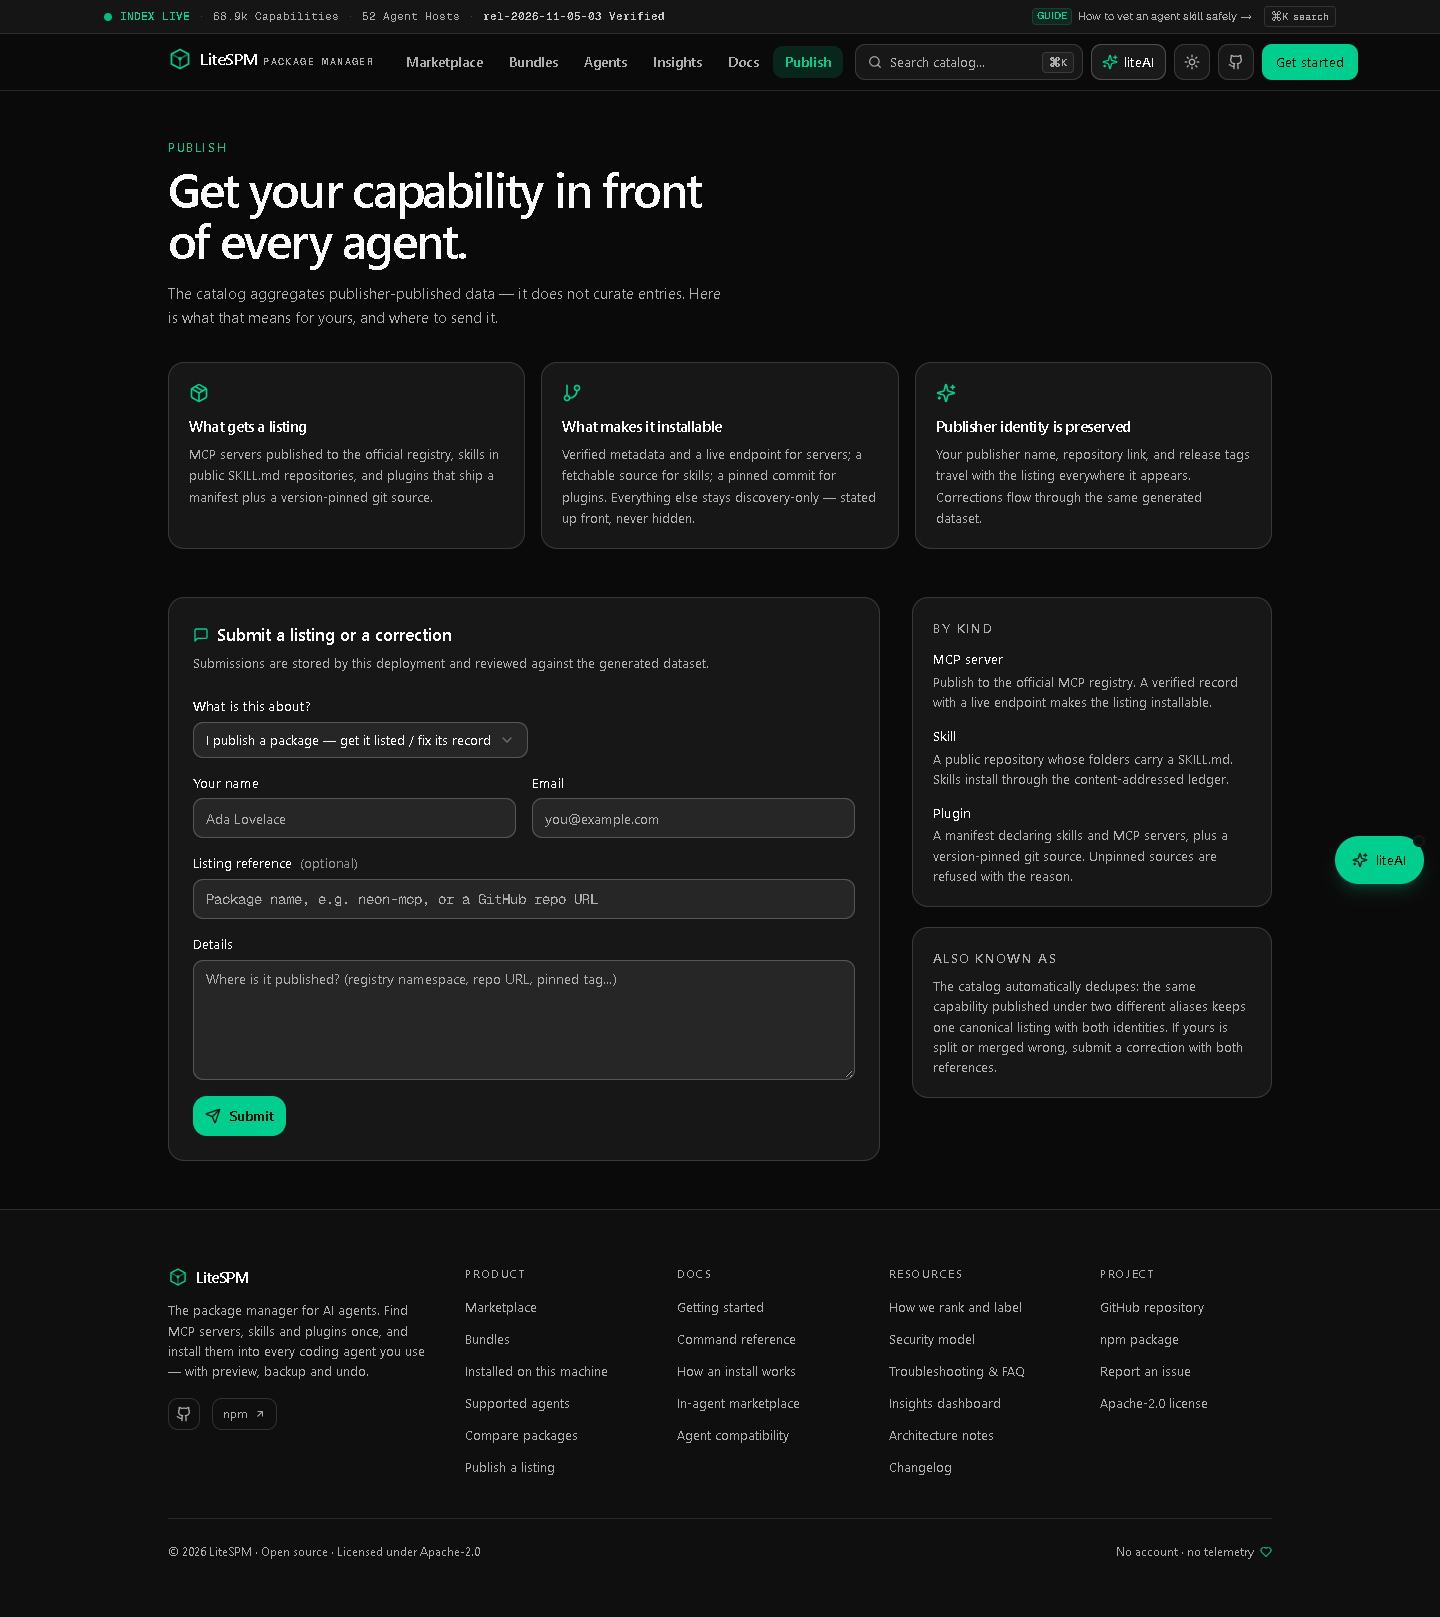 INDEX LIVE · 68.9k Capabilities · 52 Agent Hosts · rel-2026-11-05-03 Verified
GUIDE How to vet an agent skill safely → ⌘K search
LiteSPM PACKAGE MANAGER Marketplace Bundles Agents Insights Docs Publish Search catalog... ⌘K liteAI Get started
PUBLISH
Get your capability in front
of every agent.
The catalog aggregates publisher-published data — it does not curate entries. Here
is what that means for yours, and where to send it.
What gets a listing
MCP servers published to the official registry, skills in
public SKILL.md repositories, and plugins that ship a
manifest plus a version-pinned git source.
What makes it installable
Verified metadata and a live endpoint for servers; a
fetchable source for skills; a pinned commit for
plugins. Everything else stays discovery-only — stated
up front, never hidden.
Publisher identity is preserved
Your publisher name, repository link, and release tags
travel with the listing everywhere it appears.
Corrections flow through the same generated
dataset.
Submit a listing or a correction
Submissions are stored by this deployment and reviewed against the generated dataset.
What is this about?
I publish a package — get it listed / fix its record
Your name
Ada Lovelace
Email
you@example.com
Listing reference (optional)
Package name, e.g. neon-mcp, or a GitHub repo URL
Details
Where is it published? (registry namespace, repo URL, pinned tag...)
Submit
BY KIND
MCP server
Publish to the official MCP registry. A verified record
with a live endpoint makes the listing installable.
Skill
A public repository whose folders carry a SKILL.md.
Skills install through the content-addressed ledger.
Plugin
A manifest declaring skills and MCP servers, plus a
version-pinned git source. Unpinned sources are
refused with the reason.
ALSO KNOWN AS
The catalog automatically dedupes: the same
capability published under two different aliases keeps
one canonical listing with both identities. If yours is
split or merged wrong, submit a correction with both
references.
liteAI
LiteSPM
The package manager for AI agents. Find
MCP servers, skills and plugins once, and
install them into every coding agent you use
— with preview, backup and undo.
npm
PRODUCT
Marketplace
Bundles
Installed on this machine
Supported agents
Compare packages
Publish a listing
DOCS
Getting started
Command reference
How an install works
In-agent marketplace
Agent compatibility
RESOURCES
How we rank and label
Security model
Troubleshooting & FAQ
Insights dashboard
Architecture notes
Changelog
PROJECT
GitHub repository
npm package
Report an issue
Apache-2.0 license
© 2026 LiteSPM · Open source · Licensed under Apache-2.0
No account · no telemetry